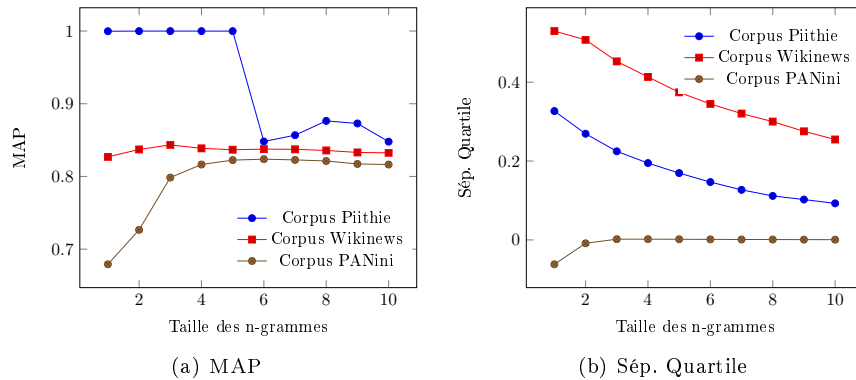 1
0.9
0.8
0.7
MAP
Corpus Piithie
Corpus Wikinews
Corpus PANini
2 4 6 8 10
Taille des n-grammes
(a) MAP
0.4
0.2
0
Sép. Quartile
Corpus Piithie
Corpus Wikinews
Corpus PANini
2 4 6 8 10
Taille des n-grammes
(b) Sép. Quartile